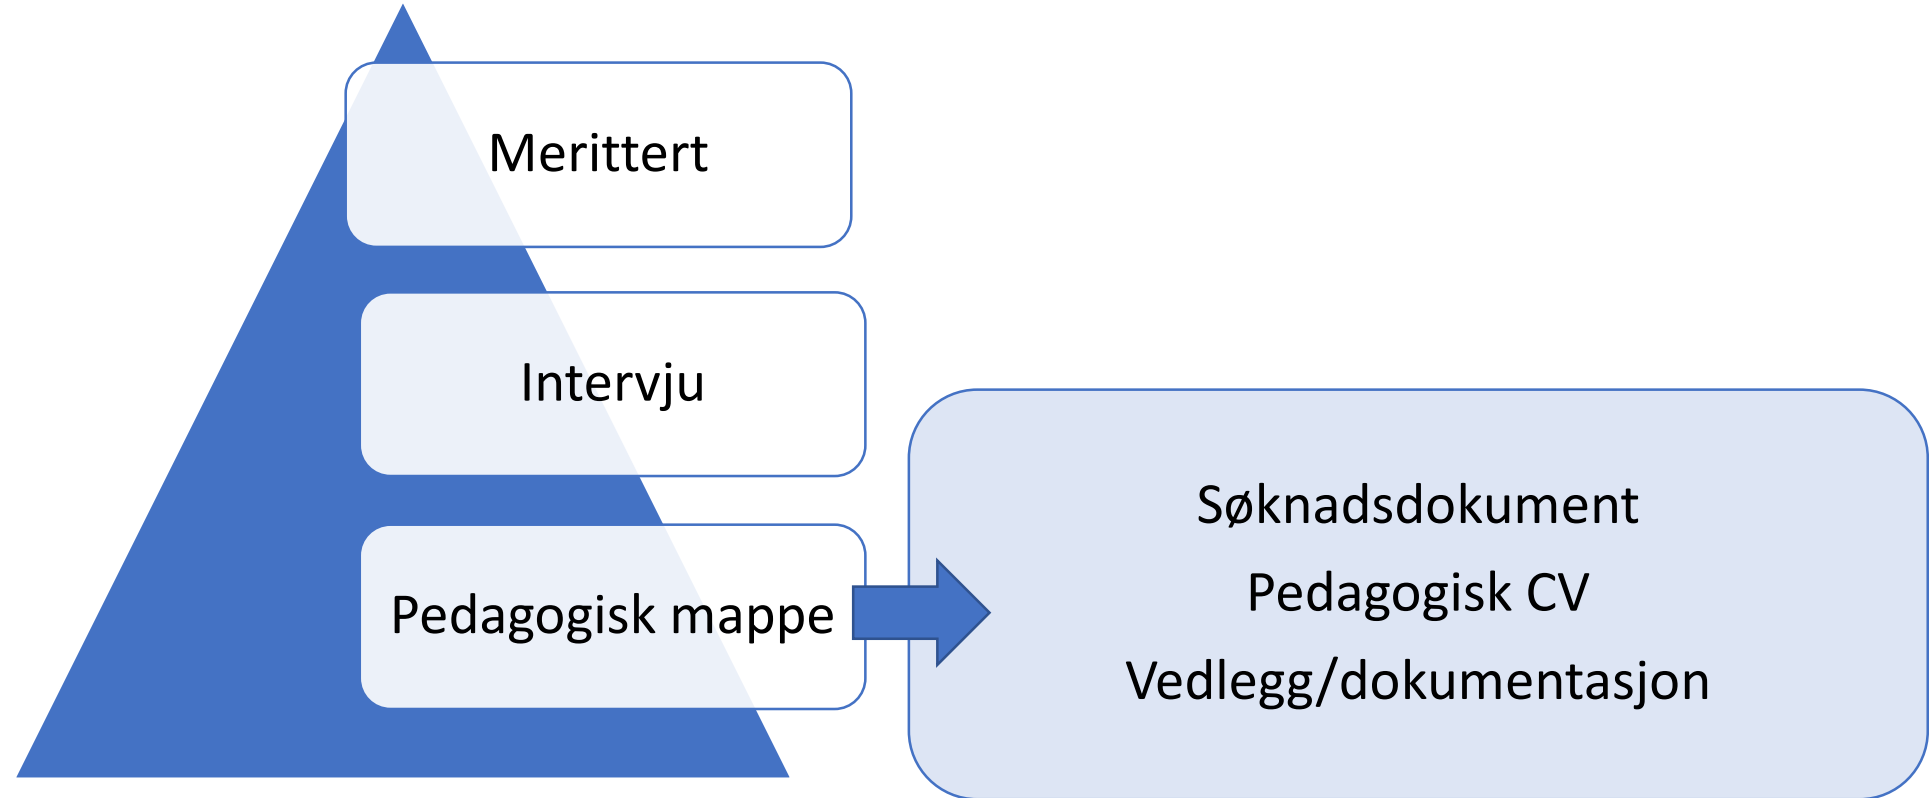 Merittert
Intervju
Pedagogisk mappe
Søknadsdokument
Pedagogisk CV
Vedlegg/dokumentasjon